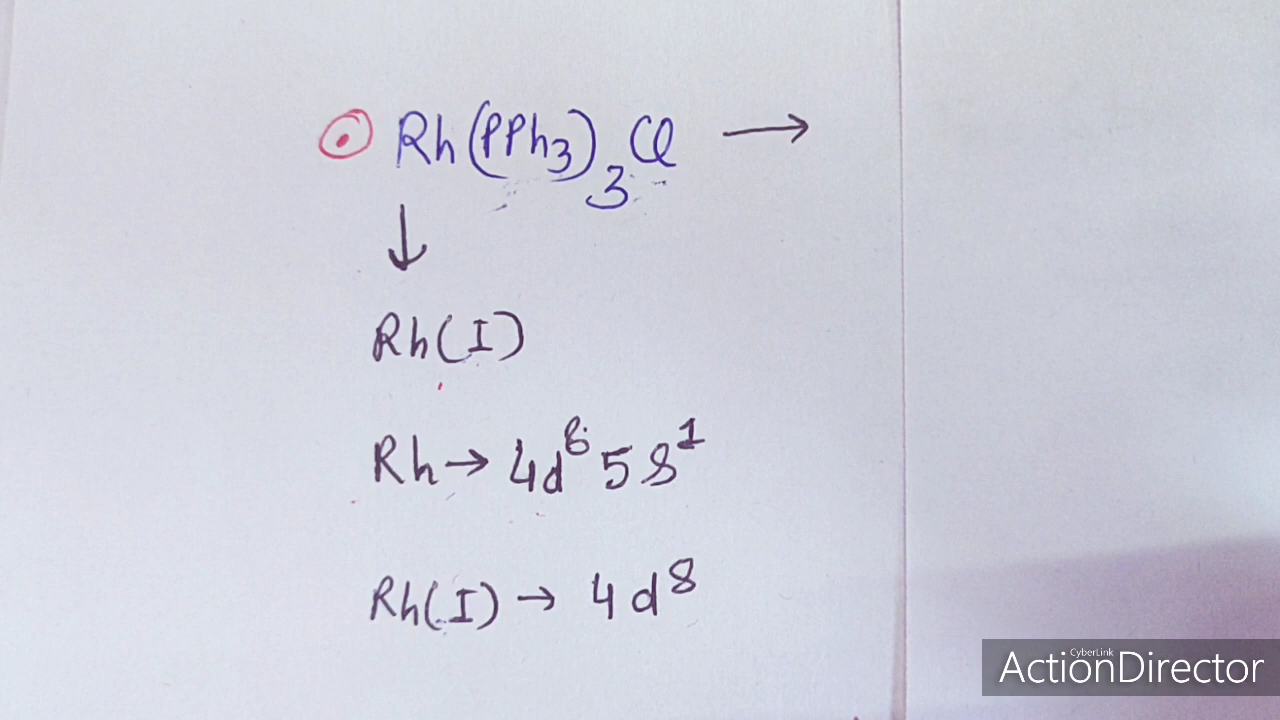 ⊙ Rh(PPh₃)₃Cl →
↓
Rh(I)
Rh → 4d⁸ 5s¹
Rh(I) → 4d⁸
CyberLink
ActionDirector